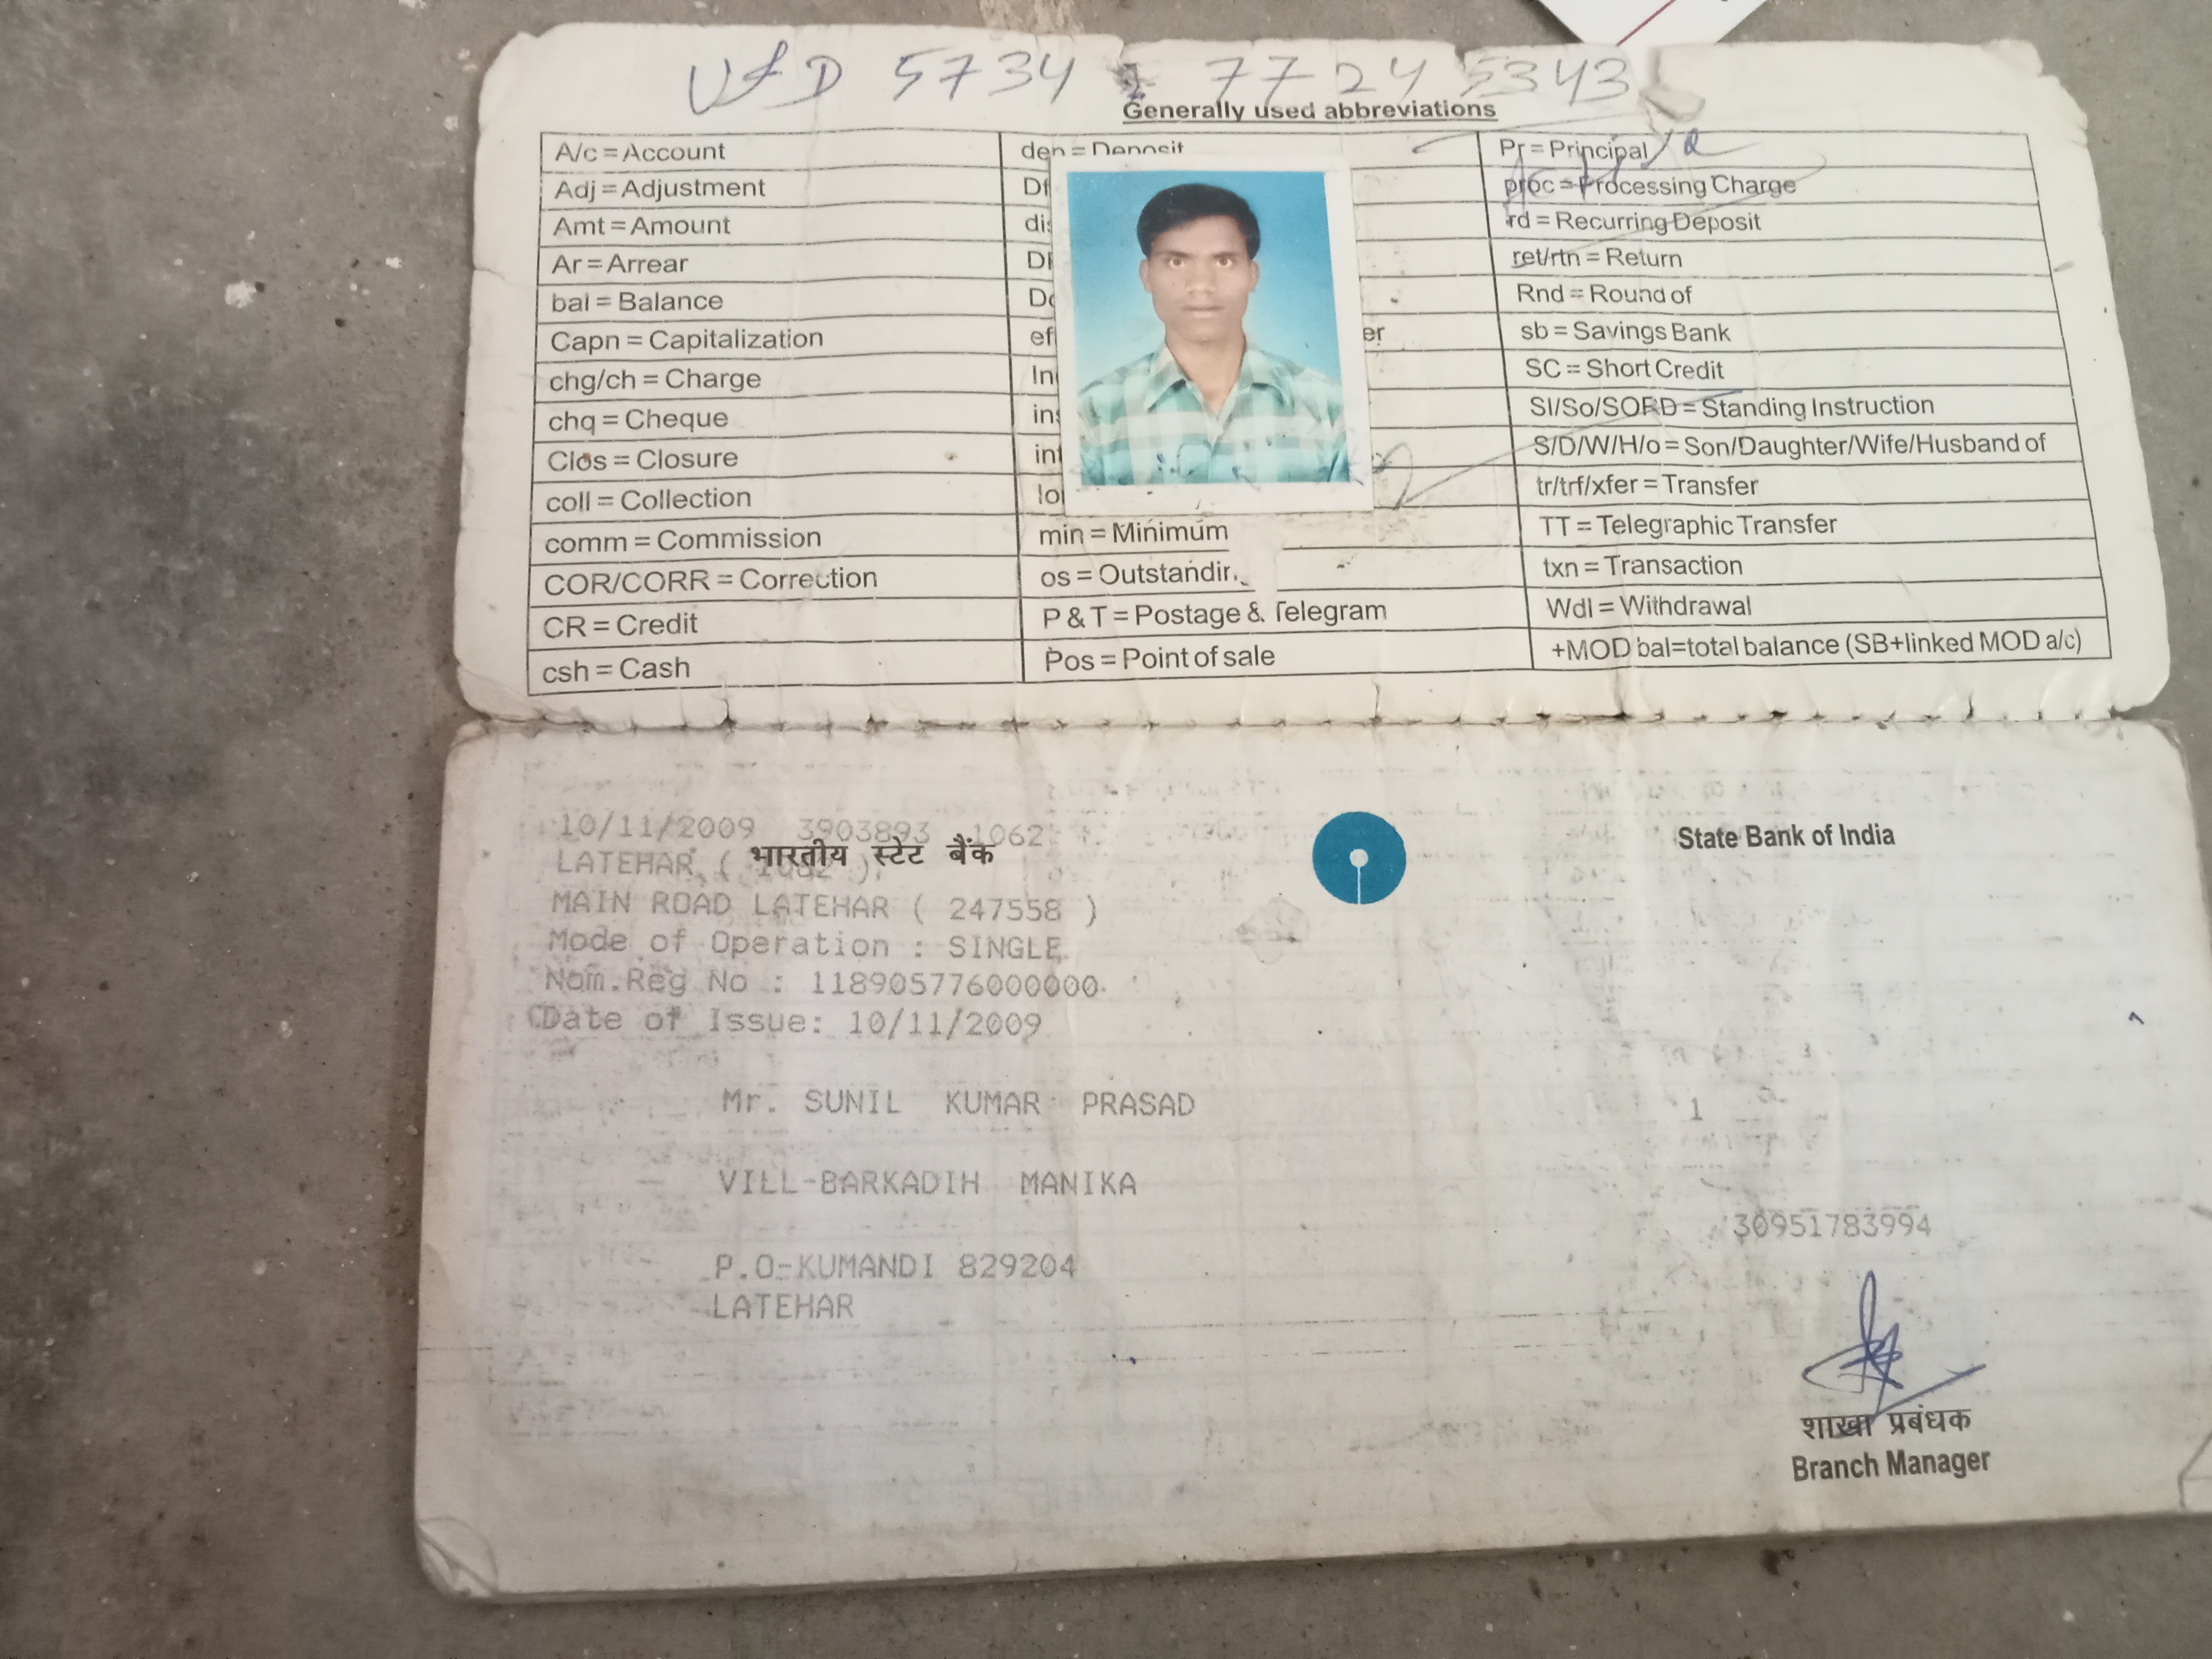 5734 7724 5343
Generally used abbreviations
A/c = Account
Adj = Adjustment
Amt = Amount
Ar = Arrear
bal = Balance
Capn = Capitalization
chg/ch = Charge
chq = Cheque
Clos = Closure
coll = Collection
comm = Commission
COR/CORR = Correction
CR = Credit
csh = Cash
dep = Deposit
min = Minimum
os = Outstandin
P & T = Postage & Telegram
Pos = Point of sale
Pr = Principal
proc = Processing Charge
rd = Recurring Deposit
ret/rtn = Return
Rnd = Round of
sb = Savings Bank
SC = Short Credit
SI/So/SORD = Standing Instruction
S/D/W/H/o = Son/Daughter/Wife/Husband of
tr/trf/xfer = Transfer
TT = Telegraphic Transfer
txn = Transaction
Wdl = Withdrawal
+MOD bal=total balance (SB+linked MOD a/c)
10/11/2009 3903893 1062
भारतीय स्टेट बैंक
State Bank of India
LATEHAR
MAIN ROAD LATEHAR ( 247558 )
Mode of Operation : SINGLE
Nom.Reg No : 118905776000000
Date of Issue: 10/11/2009
Mr. SUNIL KUMAR PRASAD
1
VILL-BARKADIH MANIKA
30951783994
P.O-KUMANDI 829204
LATEHAR
शाखा प्रबंधक
Branch Manager